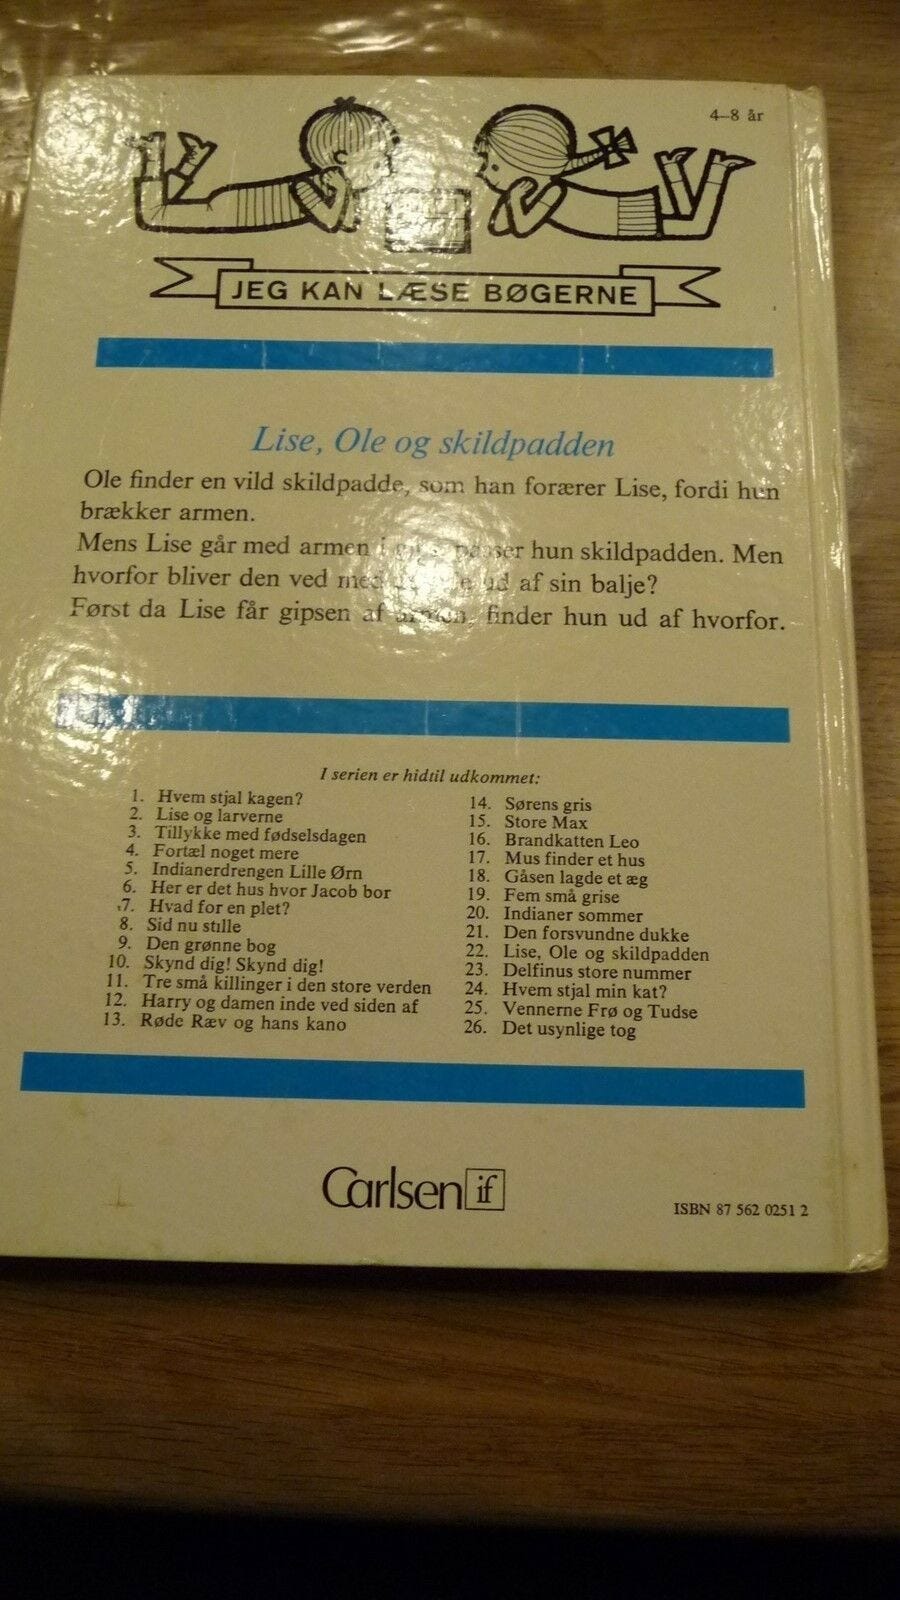 4–8 år
JEG KAN LÆSE BØGERNE
Lise, Ole og skildpadden
Ole finder en vild skildpadde, som han forærer Lise, fordi hun
brækker armen.
Mens Lise går med armen i passer hun skildpadden. Men
hvorfor bliver den ved med ud af sin balje?
Først da Lise får gipsen af armen, finder hun ud af hvorfor.
I serien er hidtil udkommet:
1. Hvem stjal kagen?
2. Lise og larverne
3. Tillykke med fødselsdagen
4. Fortæl noget mere
5. Indianerdrengen Lille Ørn
6. Her er det hus hvor Jacob bor
7. Hvad for en plet?
8. Sid nu stille
9. Den grønne bog
10. Skynd dig! Skynd dig!
11. Tre små killinger i den store verden
12. Harry og damen inde ved siden af
13. Røde Ræv og hans kano
14. Sørens gris
15. Store Max
16. Brandkatten Leo
17. Mus finder et hus
18. Gåsen lagde et æg
19. Fem små grise
20. Indianer sommer
21. Den forsvundne dukke
22. Lise, Ole og skildpadden
23. Delfinus store nummer
24. Hvem stjal min kat?
25. Vennerne Frø og Tudse
26. Det usynlige tog
Carlsen if
ISBN 87 562 0251 2